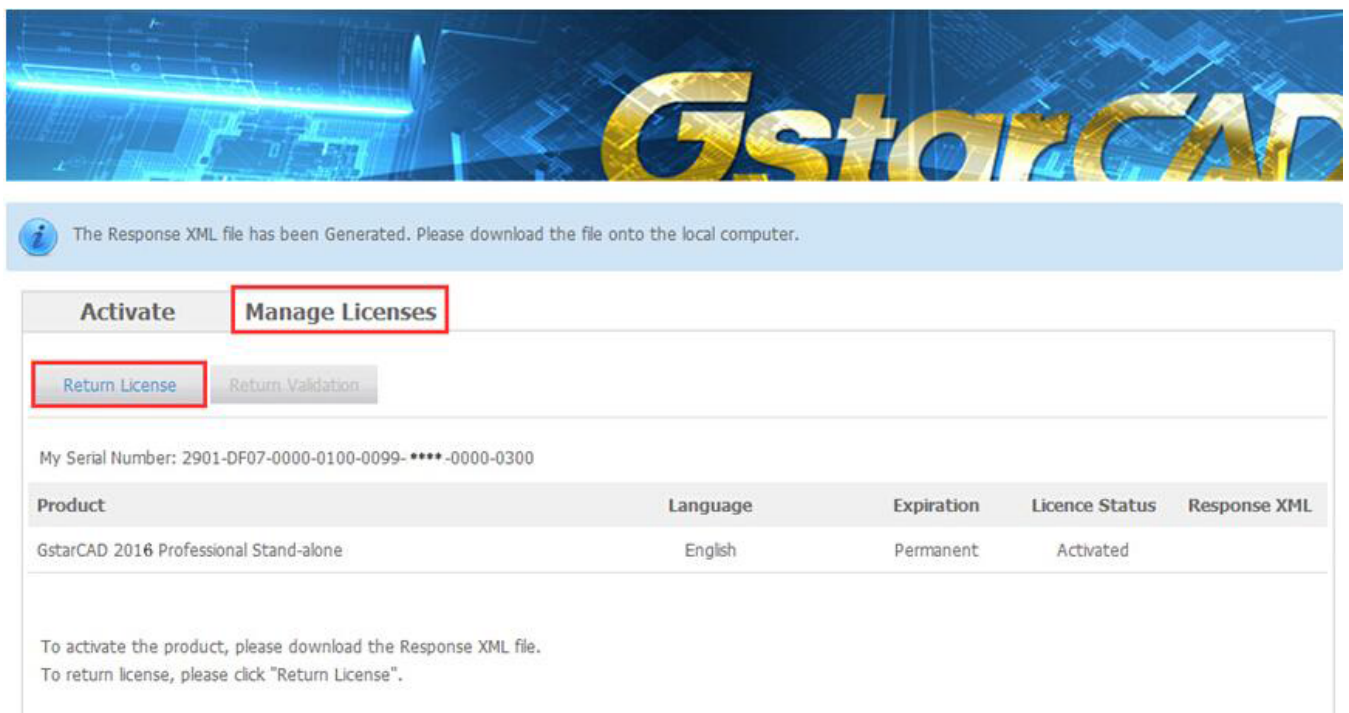 GstarCAD
The Response XML file has been Generated. Please download the file onto the local computer.
Activate Manage Licenses
Return License Return Validation
My Serial Number: 2901-DF07-0000-0100-0099-****-0000-0300
Product Language Expiration Licence Status Response XML
GstarCAD 2016 Professional Stand-alone English Permanent Activated
To activate the product, please download the Response XML file.
To return license, please click "Return License".